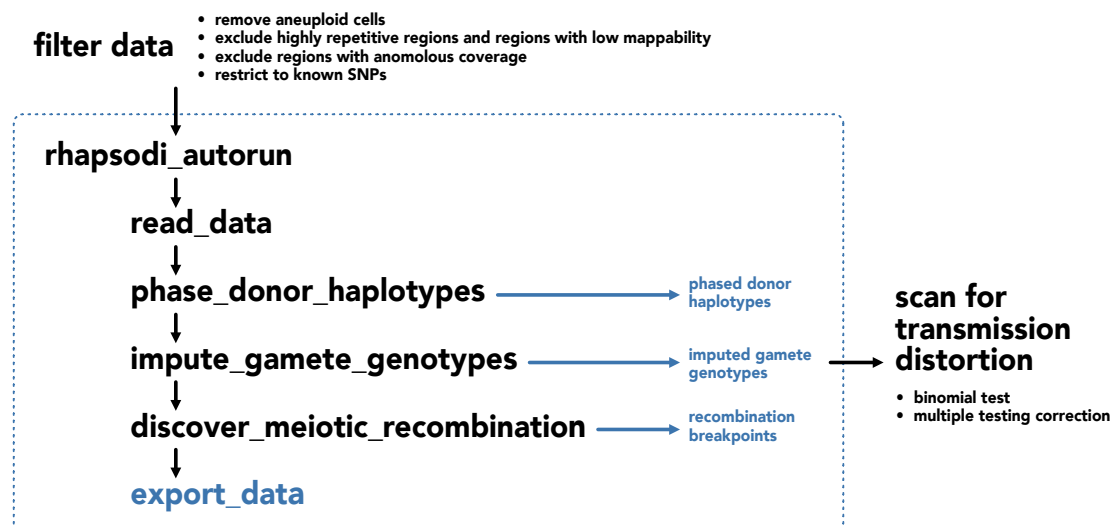 filter data
• remove aneuploid cells
• exclude highly repetitive regions and regions with low mappability
• exclude regions with anomolous coverage
• restrict to known SNPs
rhapsodi_autorun
read_data
phase_donor_haplotypes
phased donor
haplotypes
impute_gamete_genotypes
imputed gamete
genotypes
discover_meiotic_recombination
recombination
breakpoints
export_data
scan for
transmission
distortion
• binomial test
• multiple testing correction